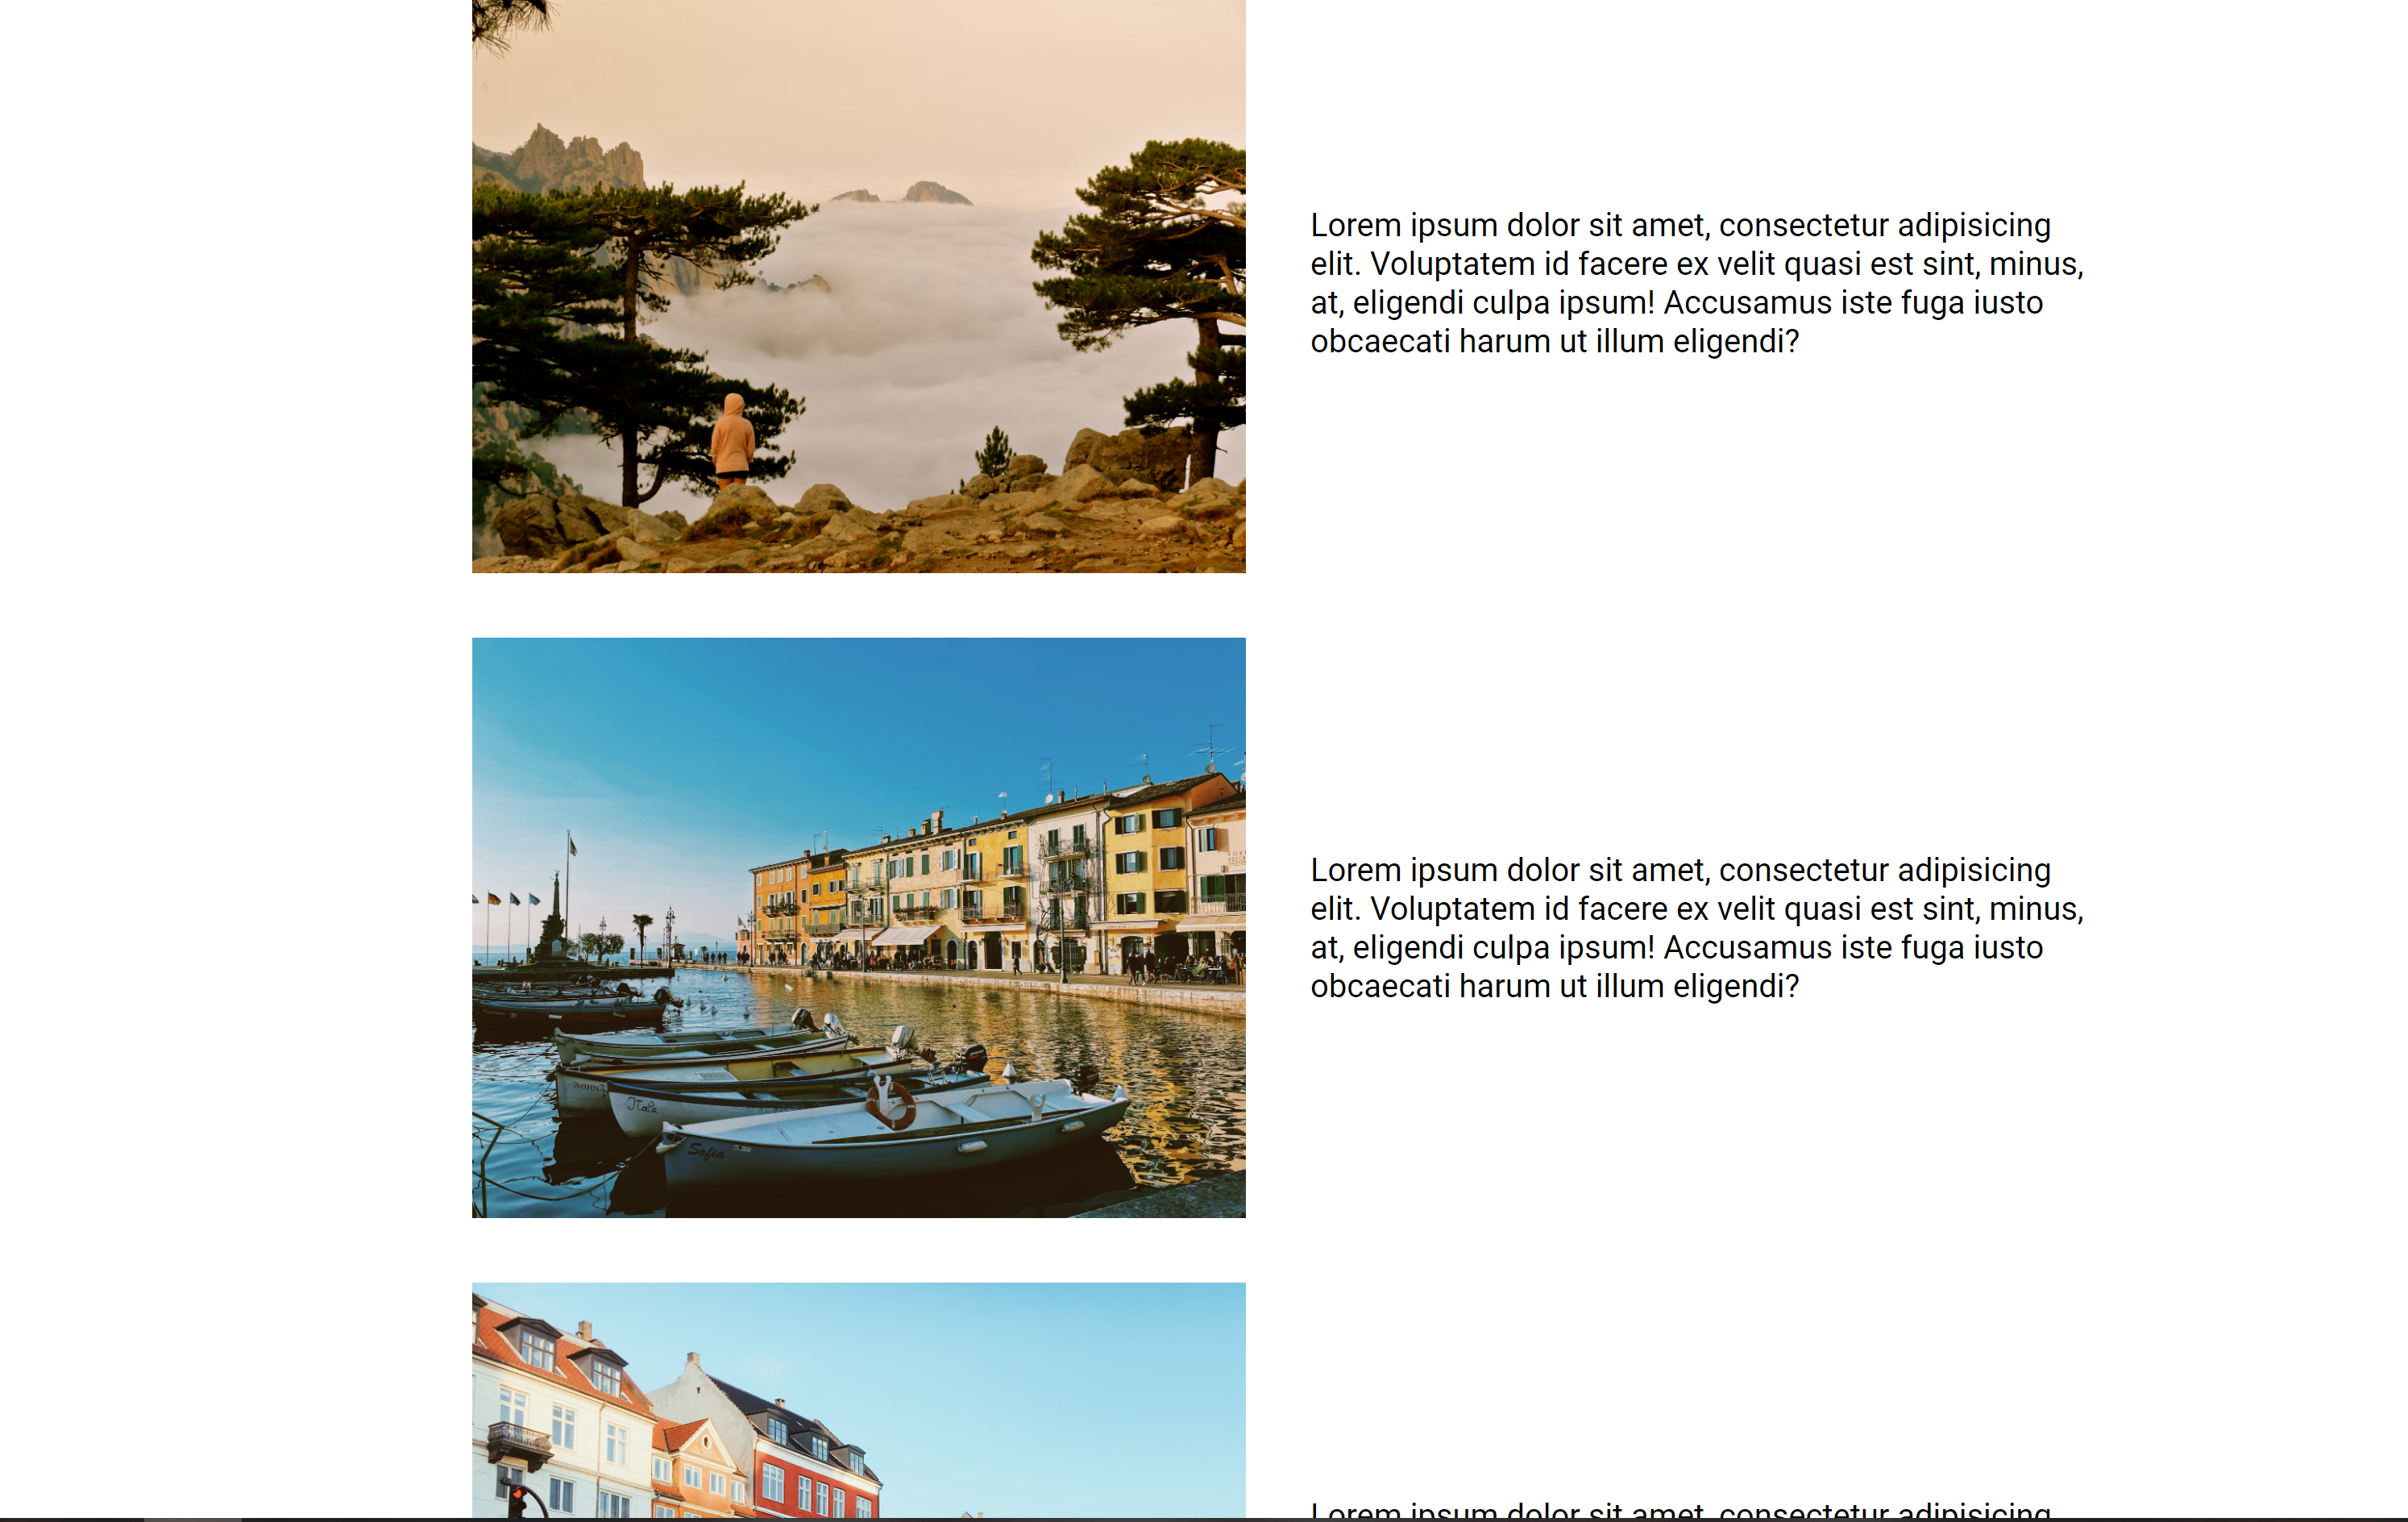 Lorem ipsum dolor sit amet, consectetur adipisicing
elit. Voluptatem id facere ex velit quasi est sint, minus,
at, eligendi culpa ipsum! Accusamus iste fuga iusto
obcaecati harum ut illum eligendi?
Lorem ipsum dolor sit amet, consectetur adipisicing
elit. Voluptatem id facere ex velit quasi est sint, minus,
at, eligendi culpa ipsum! Accusamus iste fuga iusto
obcaecati harum ut illum eligendi?
Itala
Sofia
Lorem ipsum dolor sit amet, consectetur adipisicing